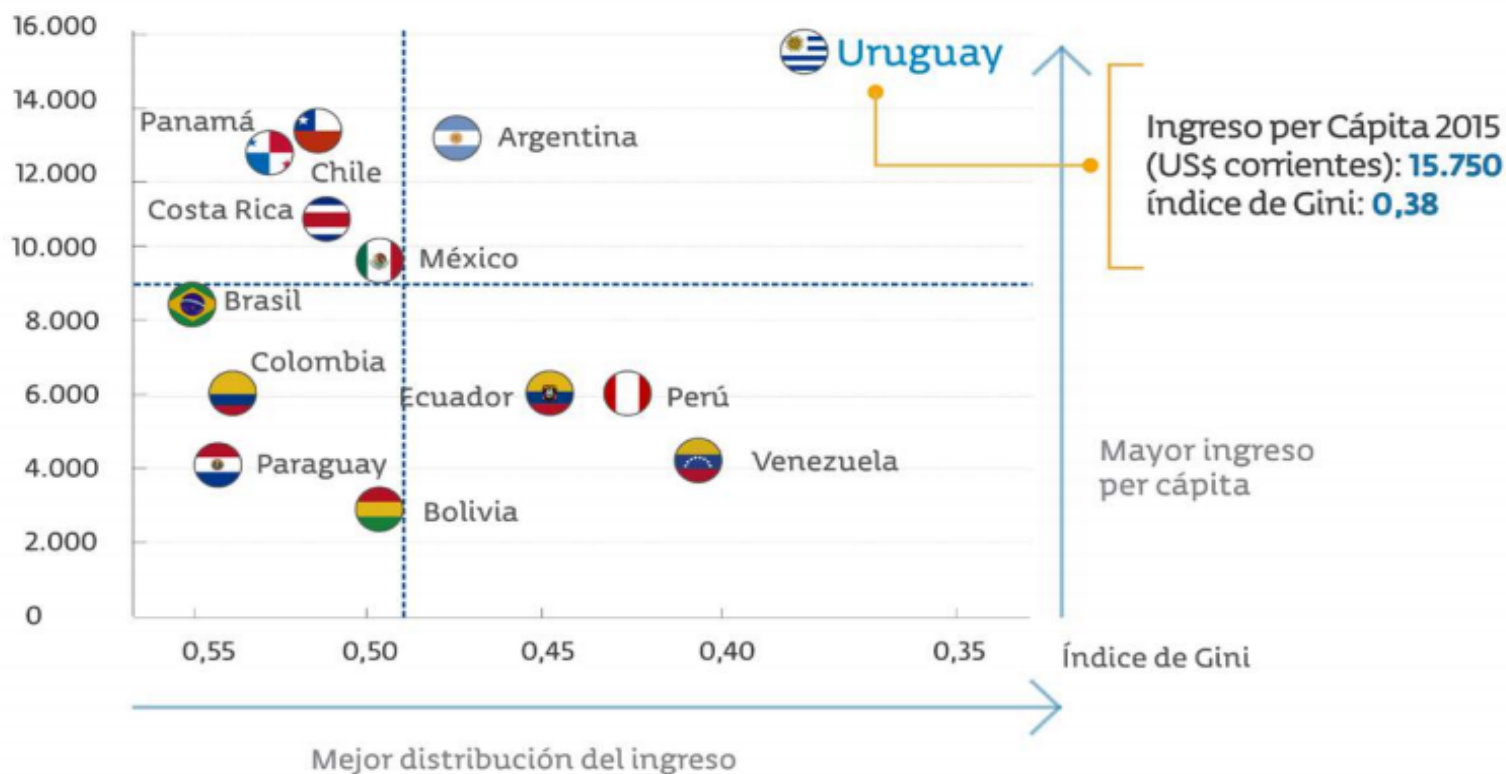 16.000
14.000
12.000
10.000
8.000
6.000
4.000
2.000
0
Uruguay
Panamá
Chile
Argentina
Costa Rica
México
Brasil
Colombia
Ecuador
Perú
Paraguay
Venezuela
Bolivia
Ingreso per Cápita 2015
(US$ corrientes): 15.750
índice de Gini: 0,38
Mayor ingreso
per cápita
0,55
0,50
0,45
0,40
0,35
Índice de Gini
Mejor distribución del ingreso